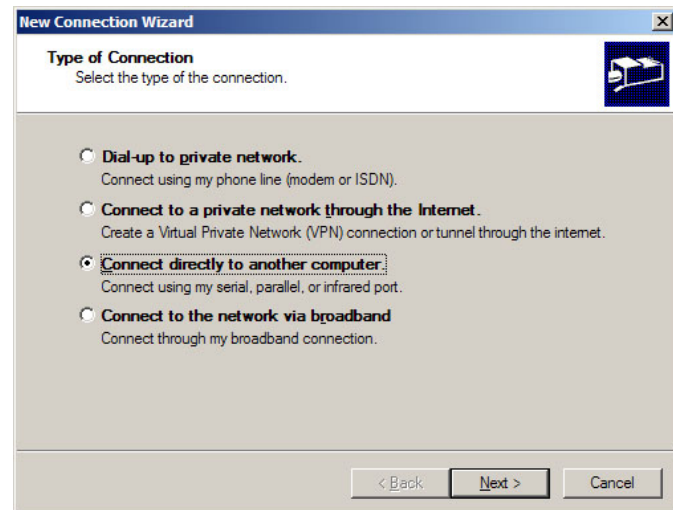 New Connection Wizard
Type of Connection
Select the type of the connection.
Dial-up to private network.
Connect using my phone line (modem or ISDN).
Connect to a private network through the Internet.
Create a Virtual Private Network (VPN) connection or tunnel through the internet.
Connect directly to another computer.
Connect using my serial, parallel, or infrared port.
Connect to the network via broadband
Connect through my broadband connection.
< Back Next > Cancel